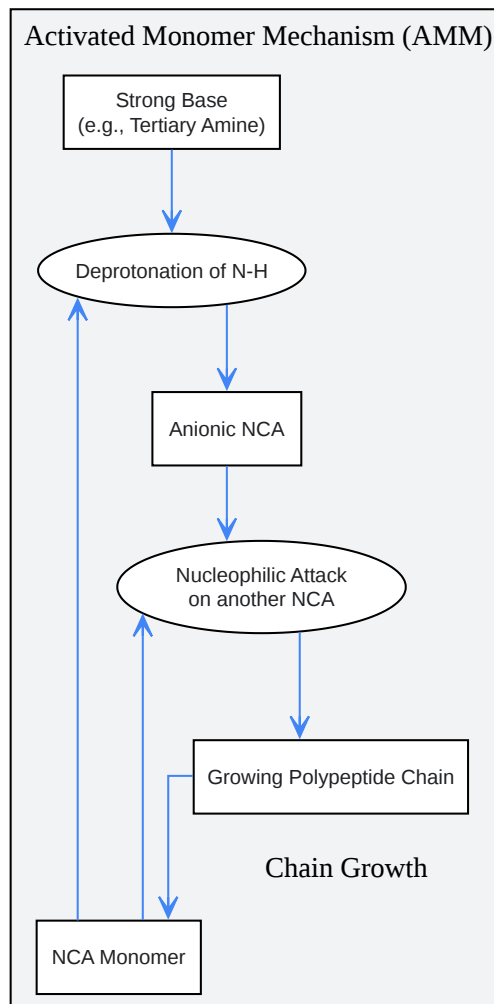 Activated Monomer Mechanism (AMM)
Strong Base
(e.g., Tertiary Amine)
Deprotonation of N-H
Anionic NCA
Nucleophilic Attack
on another NCA
Growing Polypeptide Chain
Chain Growth
NCA Monomer